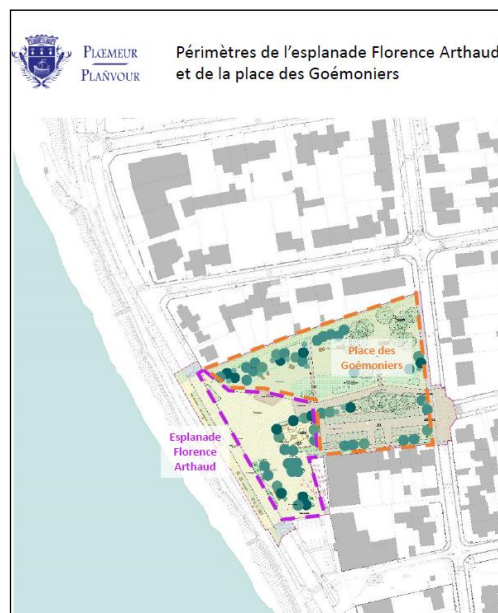 PLŒMEUR
PLAÑVOUR
Périmètres de l'esplanade Florence Arthaud
et de la place des Goémoniers
Place des
Goémoniers
Esplanade
Florence
Arthaud